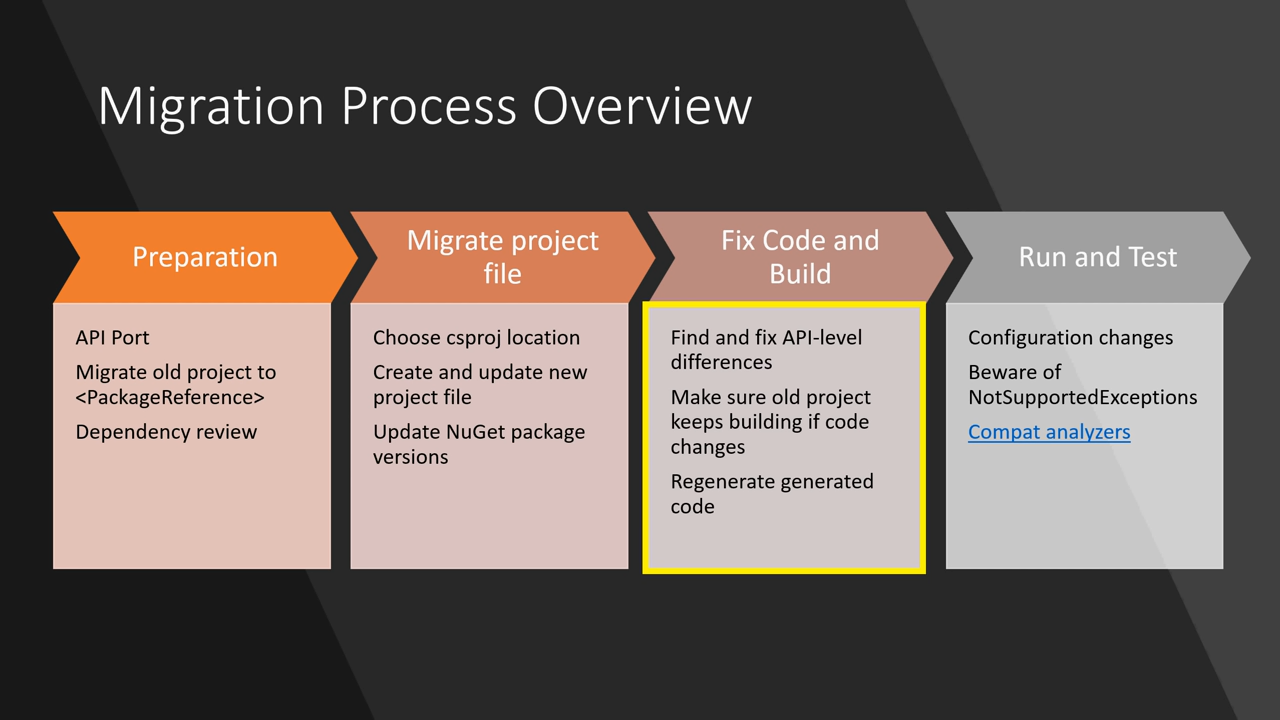 Migration Process Overview
Preparation
API Port
Migrate old project to
<PackageReference>
Dependency review
Migrate project
file
Choose csproj location
Create and update new
project file
Update NuGet package
versions
Fix Code and
Build
Find and fix API-level
differences
Make sure old project
keeps building if code
changes
Regenerate generated
code
Run and Test
Configuration changes
Beware of
NotSupportedExceptions
Compat analyzers